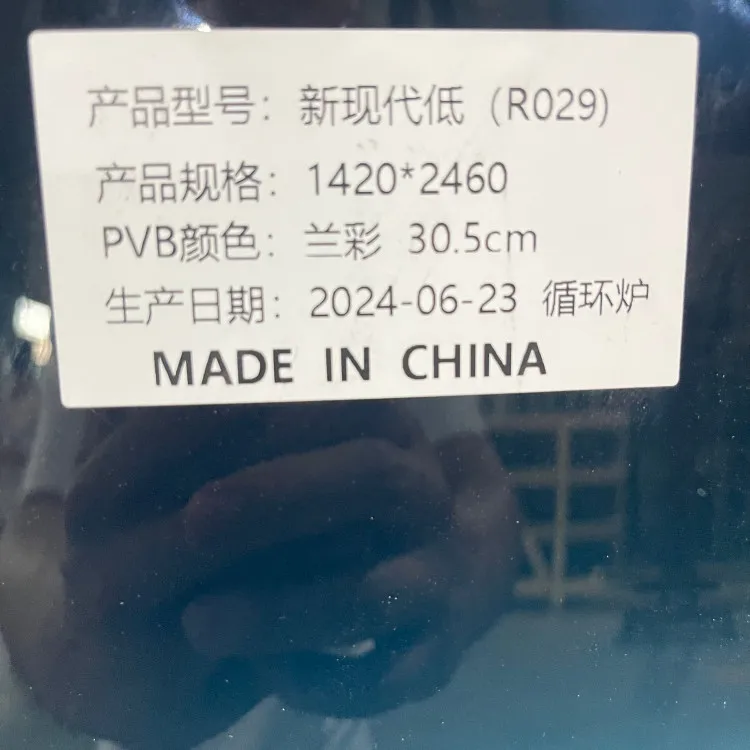 产品型号：新现代低（R029）
产品规格：1420*2460
PVB颜色：兰彩 30.5cm
生产日期：2024-06-23 循环炉
MADE IN CHINA